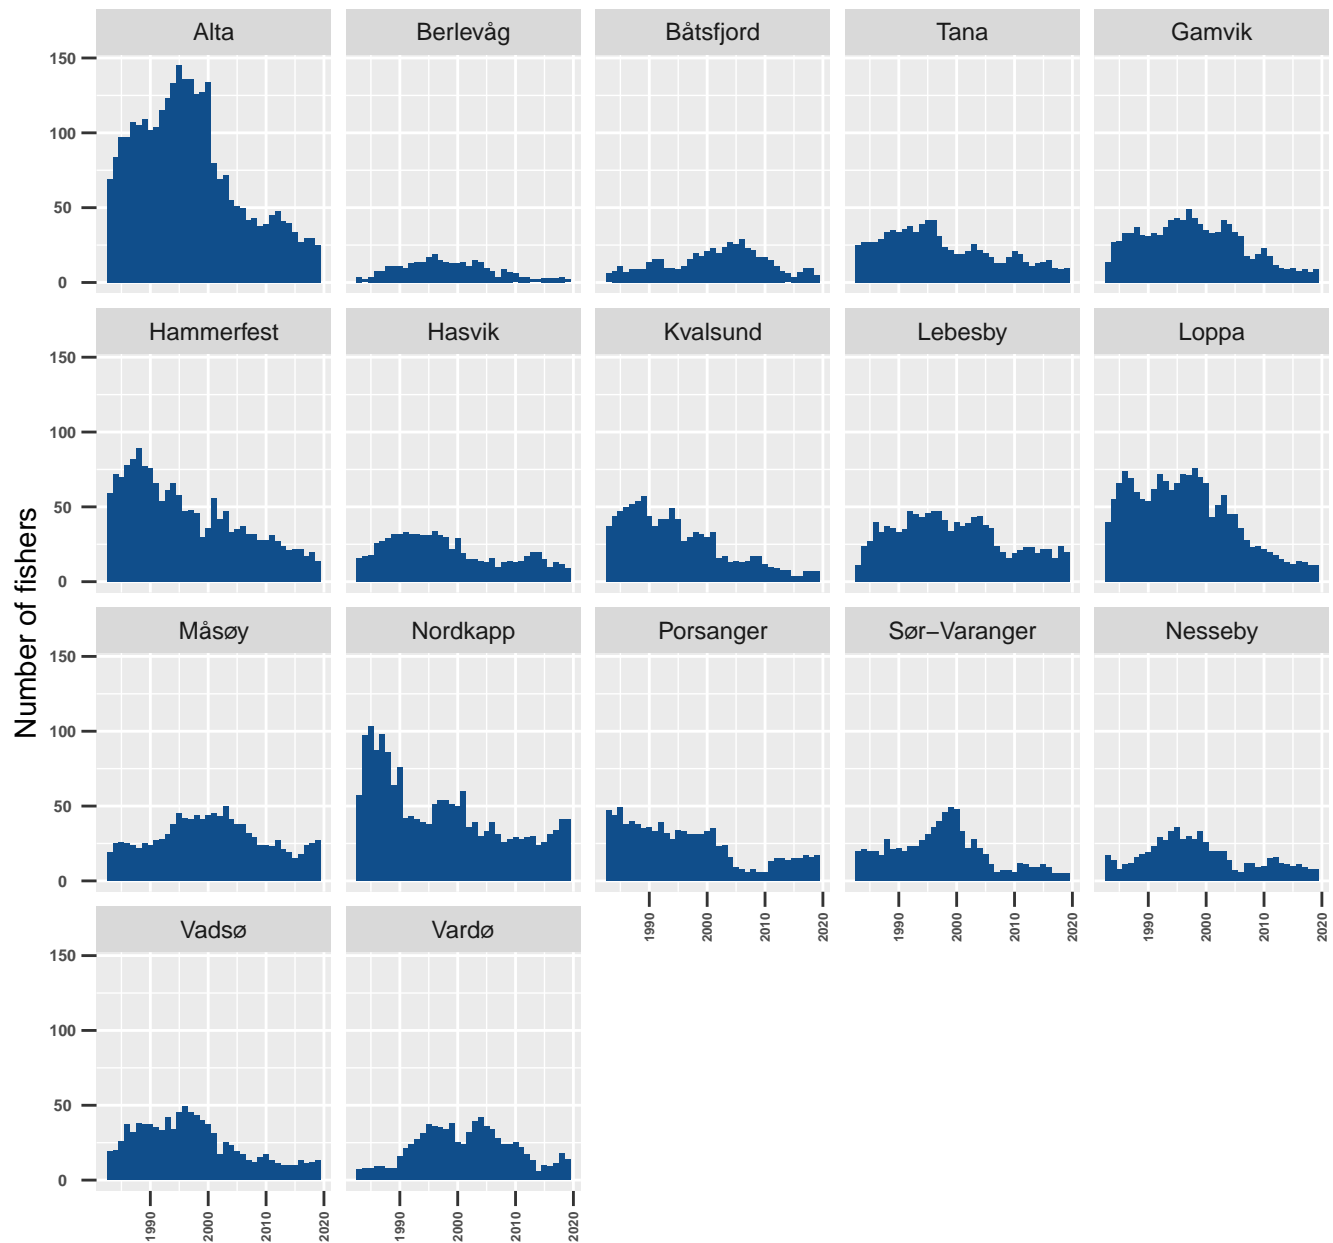 Alta Berlevåg Båtsfjord Tana Gamvik
150
100
50
0
Hammerfest Hasvik Kvalsund Lebesby Loppa
150
100
50
0
Number of fishers
Måsøy Nordkapp Porsanger Sør−Varanger Nesseby
150
100
50
0
1990 2000 2010 2020 1990 2000 2010 2020 1990 2000 2010 2020
Vadsø Vardø
150
100
50
0
1990 2000 2010 2020 1990 2000 2010 2020